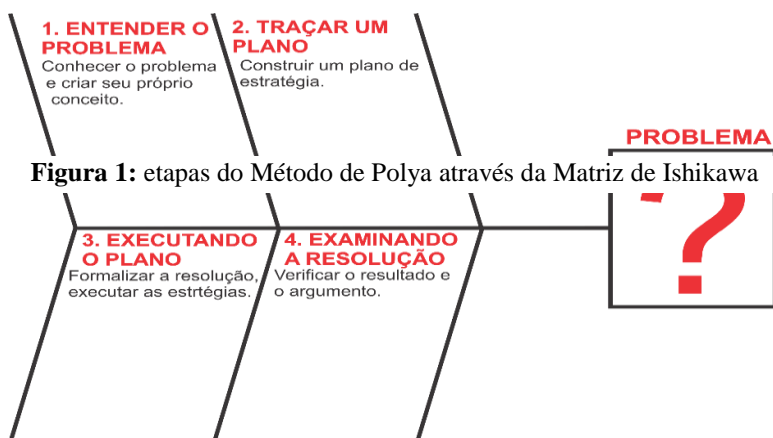 1. ENTENDER O
PROBLEMA
Conhecer o problema
e criar seu próprio
conceito.
2. TRAÇAR UM
PLANO
Construir um plano de
estratégia.
PROBLEMA
Figura 1: etapas do Método de Polya através da Matriz de Ishikawa
?
3. EXECUTANDO
O PLANO
Formalizar a resolução,
executar as estrtégias.
4. EXAMINANDO
A RESOLUÇÃO
Verificar o resultado e
o argumento.